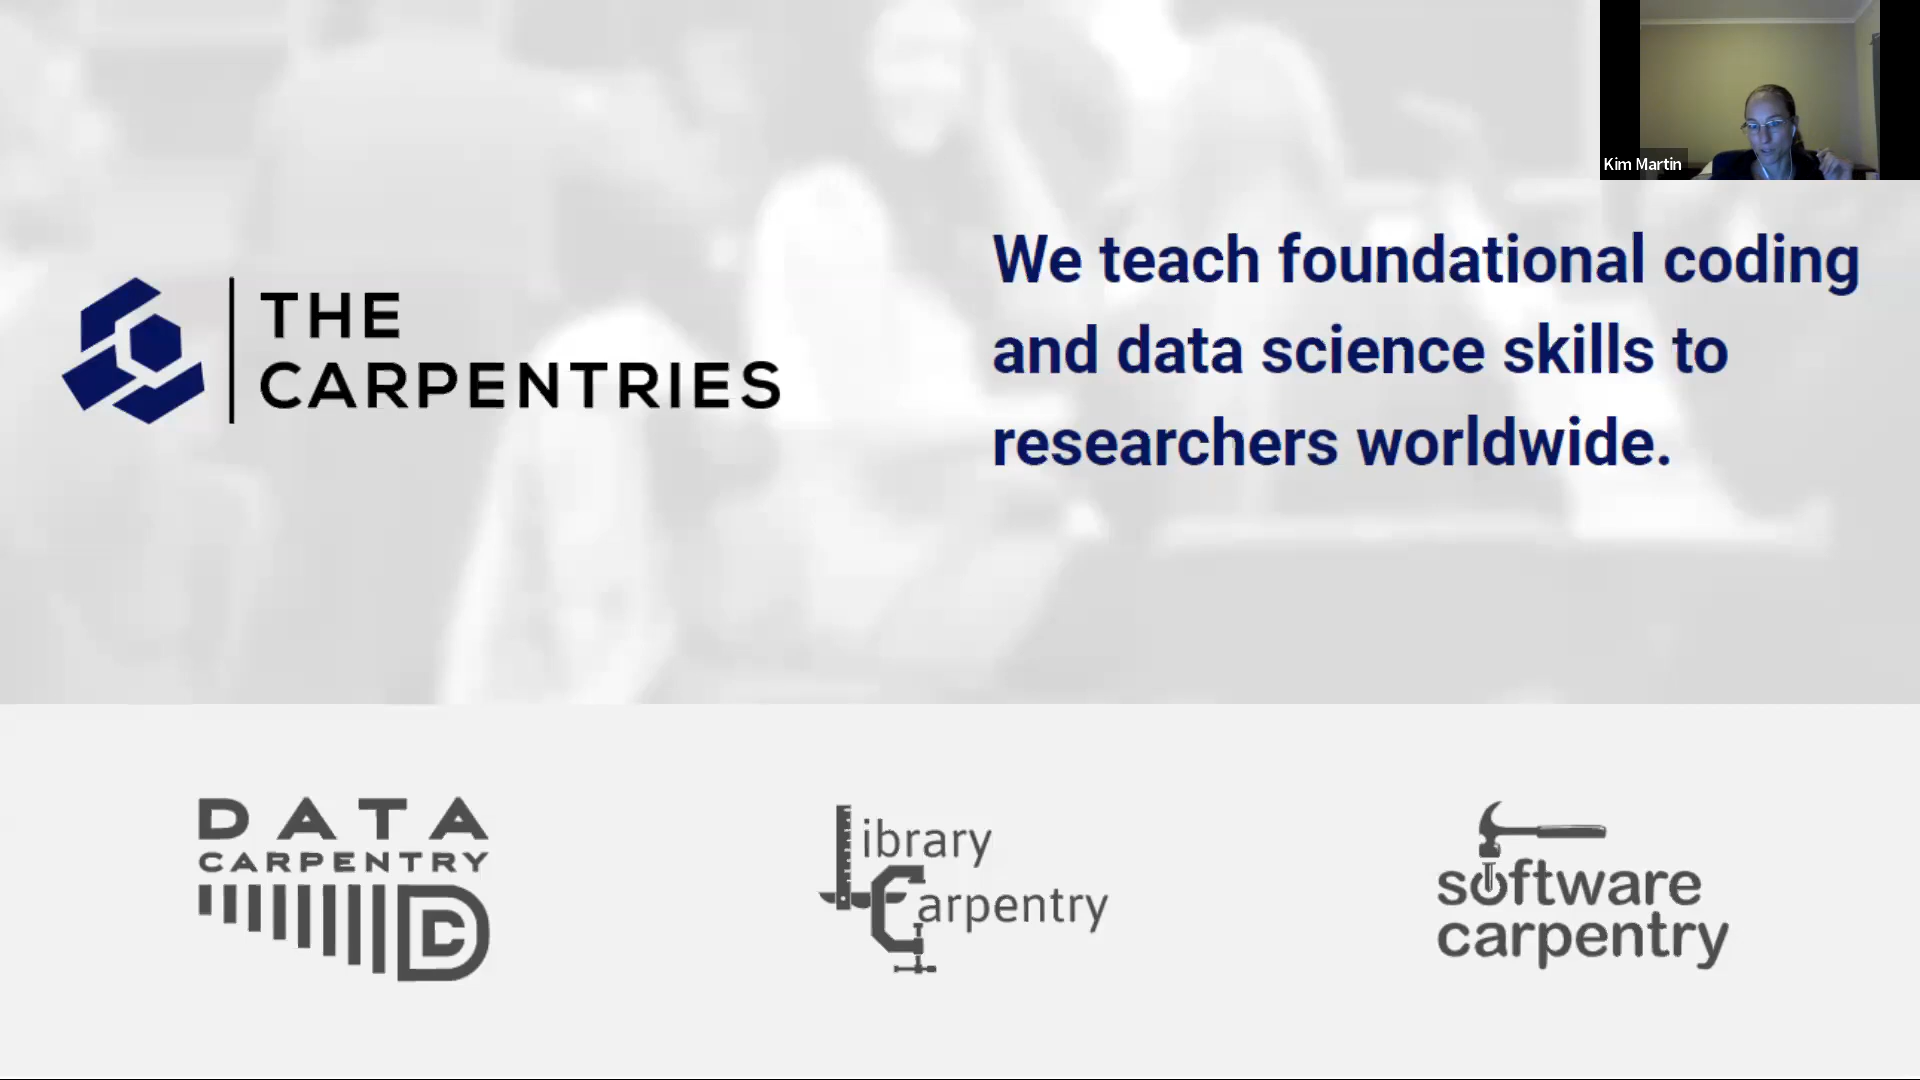 Kim Martin
THE
CARPENTRIES
We teach foundational coding
and data science skills to
researchers worldwide.
DATA
CARPENTRY
DC
Library
Carpentry
software
carpentry